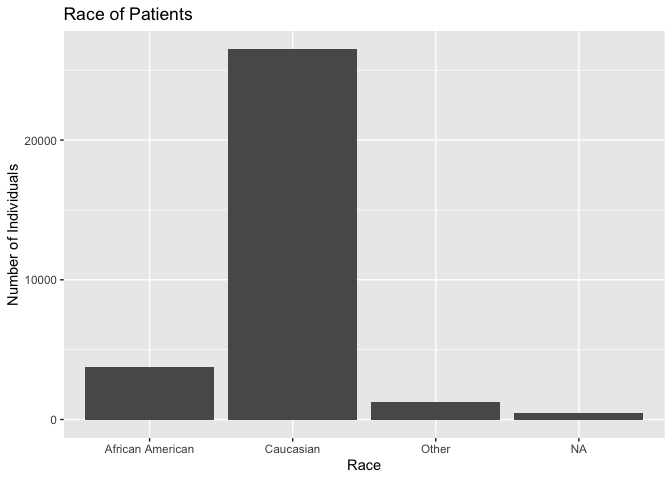 Race of Patients
Number of Individuals
20000
10000
0
African American
Caucasian
Other
NA
Race